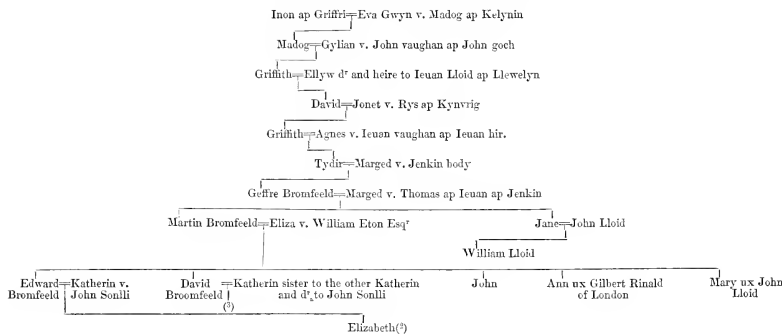 Inon ap Griffri=Eva Gwyn v. Madog ap Kelynin
Madog=Gylian v. John vaughan ap John goch
Griffith=Ellyw dʳ and heire to Ieuan Lloid ap Llewelyn
David=Jonet v. Rys ap Kynvrig
Griffith=Agnes v. Ieuan vaughan ap Ieuan hir.
Tydir=Marged v. Jenkin body
Geffre Bromfeeld=Marged v. Thomas ap Ieuan ap Jenkin
Martin Bromfeeld=Eliza v. William Eton Esqʳ Jane=John Lloid
William Lloid
Edward=Katherin v. David =Katherin sister to the other Katherin John Ann ux Gilbert Rinald Mary ux John
Bromfeeld John Sonlli Bromfeeld and dʳ to John Sonlli of London Lloid
(³)
Elizabeth(²)